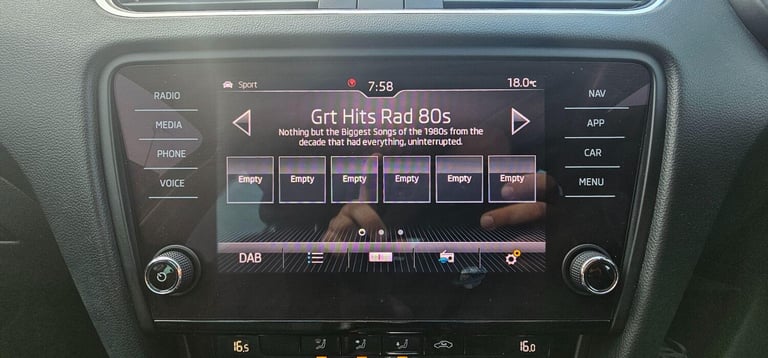 Sport 7:58 18.0°C
RADIO
MEDIA
PHONE
VOICE
Grt Hits Rad 80s
Nothing but the Biggest Songs of the 1980s from the
decade that had everything, uninterrupted.
Empty Empty Empty Empty Empty Empty
DAB
NAV
APP
CAR
MENU
16.5 16.0